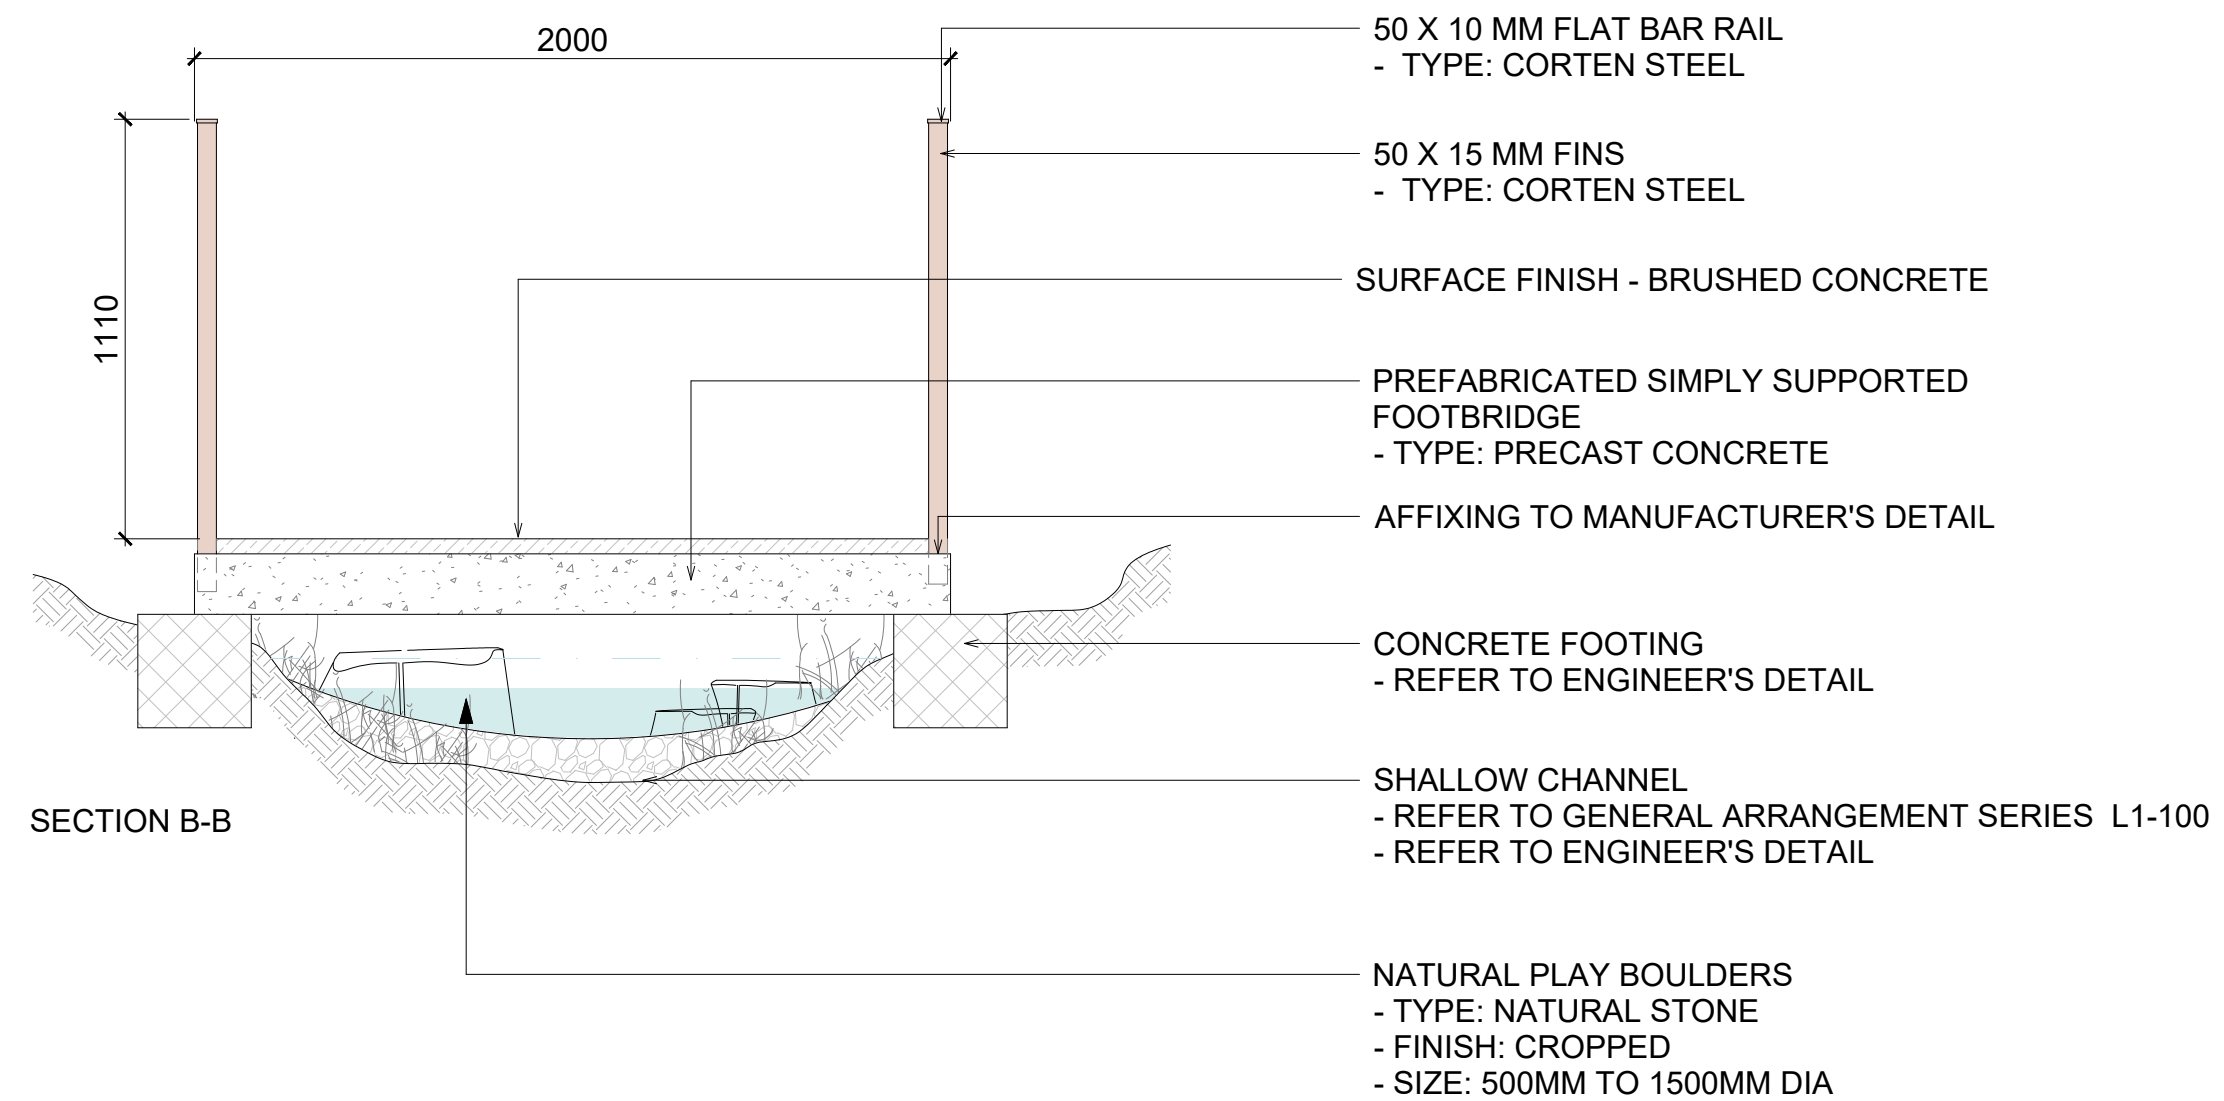 2000
50 X 10 MM FLAT BAR RAIL
- TYPE: CORTEN STEEL
50 X 15 MM FINS
- TYPE: CORTEN STEEL
SURFACE FINISH - BRUSHED CONCRETE
1110
PREFABRICATED SIMPLY SUPPORTED
FOOTBRIDGE
- TYPE: PRECAST CONCRETE
AFFIXING TO MANUFACTURER'S DETAIL
CONCRETE FOOTING
- REFER TO ENGINEER'S DETAIL
SHALLOW CHANNEL
- REFER TO GENERAL ARRANGEMENT SERIES L1-100
- REFER TO ENGINEER'S DETAIL
SECTION B-B
NATURAL PLAY BOULDERS
- TYPE: NATURAL STONE
- FINISH: CROPPED
- SIZE: 500MM TO 1500MM DIA